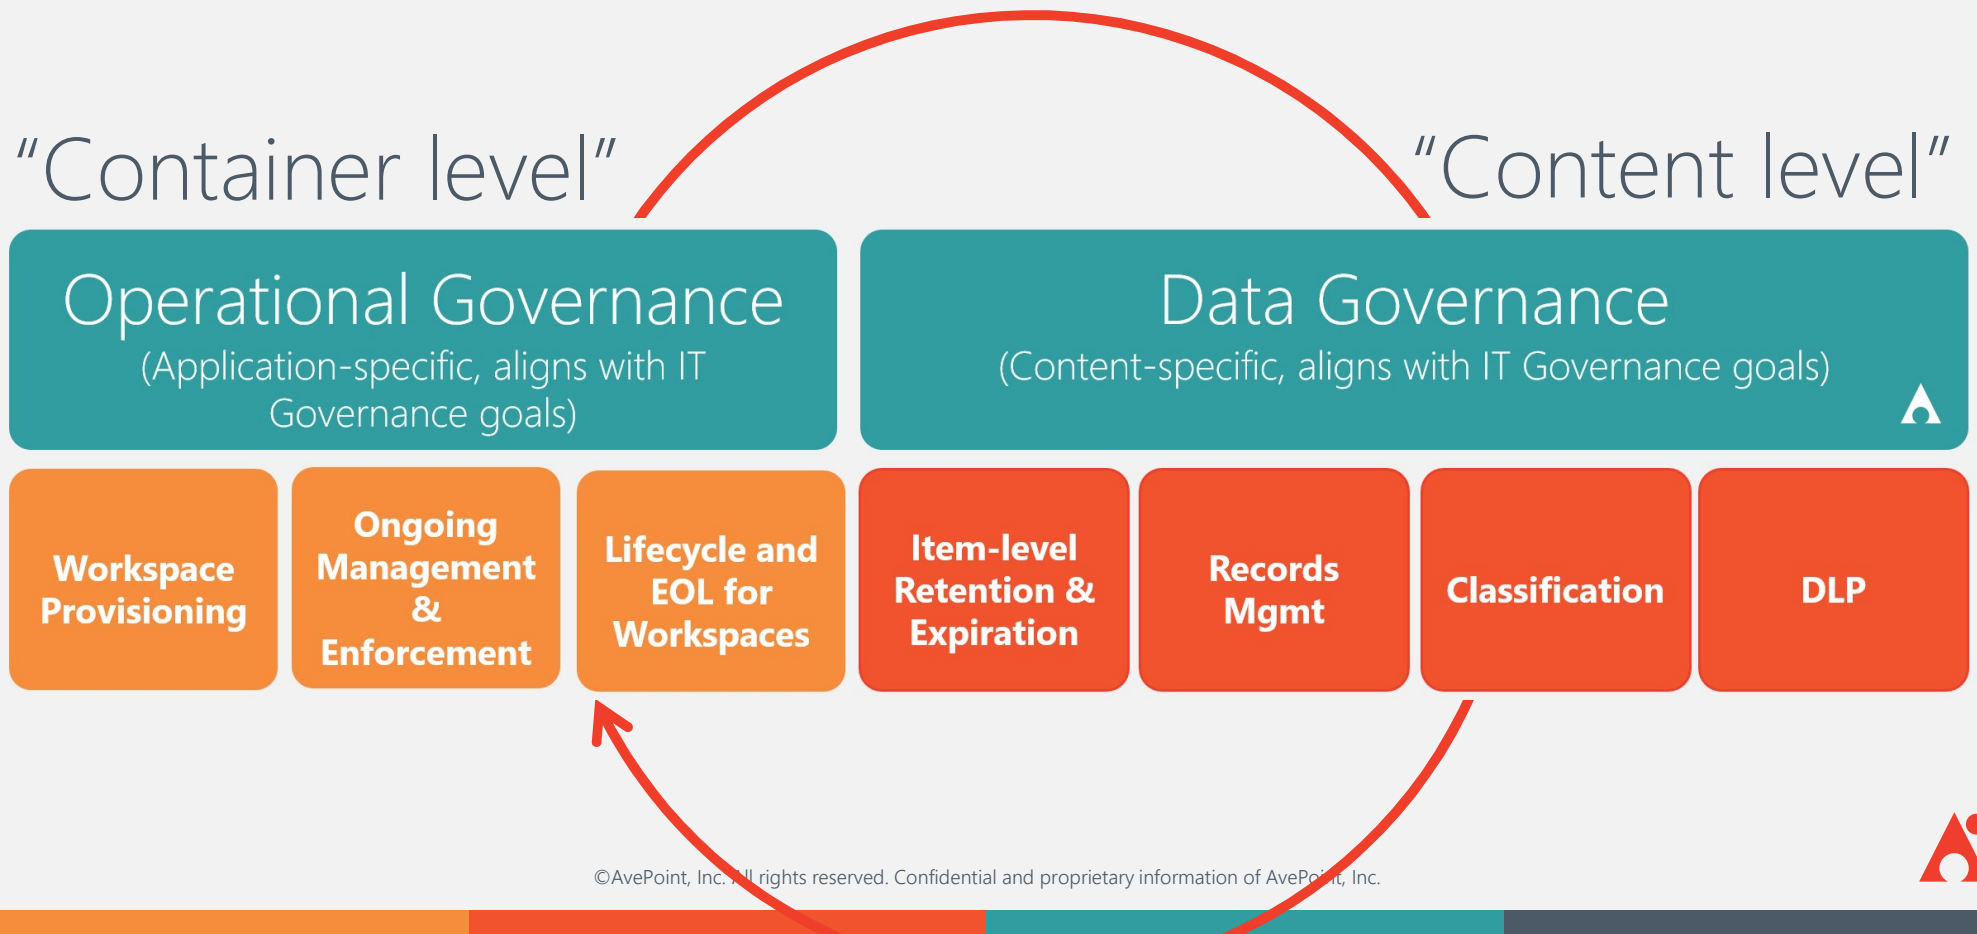 “Container level”
“Content level”
Operational Governance
(Application-specific, aligns with IT
Governance goals)
Data Governance
(Content-specific, aligns with IT Governance goals)
Workspace
Provisioning
Ongoing
Management
&
Enforcement
Lifecycle and
EOL for
Workspaces
Item-level
Retention &
Expiration
Records
Mgmt
Classification
DLP
©AvePoint, Inc. All rights reserved. Confidential and proprietary information of AvePoint, Inc.